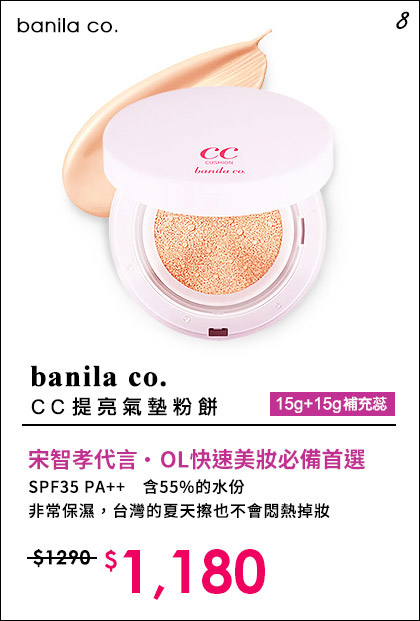 banila co.
8
CC
CUSHION
banila co.
banila co.
CC提亮氣墊粉餅
15g+15g補充蕊
宋智孝代言・OL快速美妝必備首選
SPF35 PA++ 含55%的水份
非常保濕，台灣的夏天擦也不會悶熱掉妝
$1290 $1,180